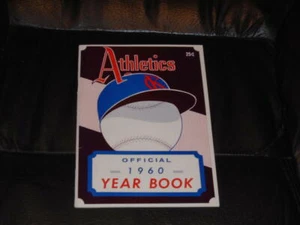 Athletics
25¢
OFFICIAL
1960
YEAR BOOK